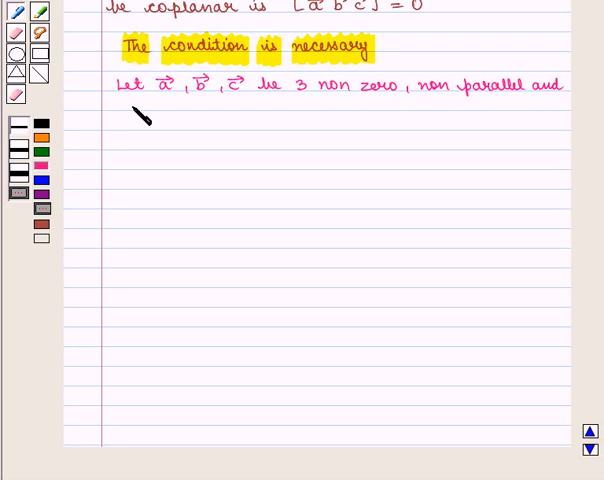 be coplanar is [a⃗ b⃗ c⃗] = 0
The condition is necessary
Let a⃗, b⃗, c⃗ be 3 non zero, non parallel and